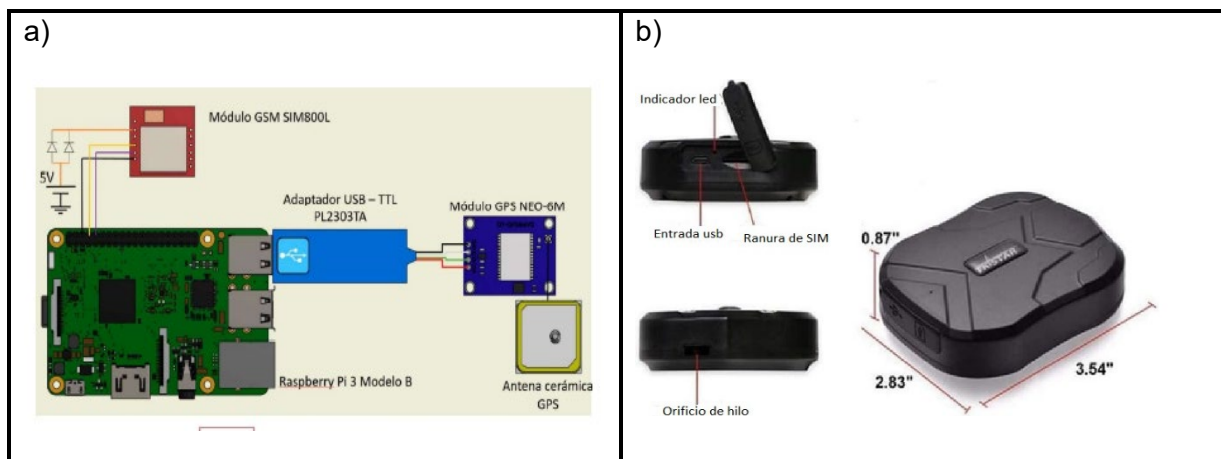 a)
Módulo GSM SIM800L
5V
Adaptador USB – TTL
PL2303TA
Módulo GPS NEO-6M
Raspberry Pi 3 Modelo B
Antena cerámica
GPS
b)
Indicador led
Entrada usb
Ranura de SIM
Orificio de hilo
0.87"
TKSTAR
2.83"
3.54"